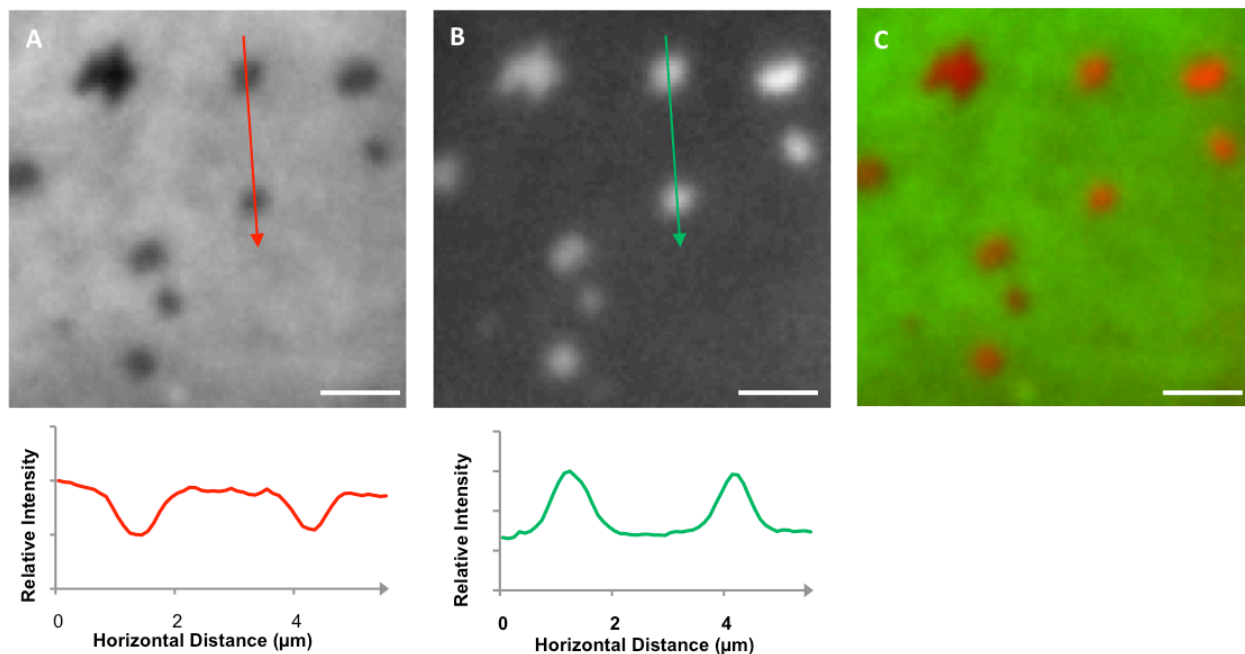 A
B
C
Relative Intensity
0
2
4
Horizontal Distance (µm)
Relative Intensity
0
2
4
Horizontal Distance (µm)